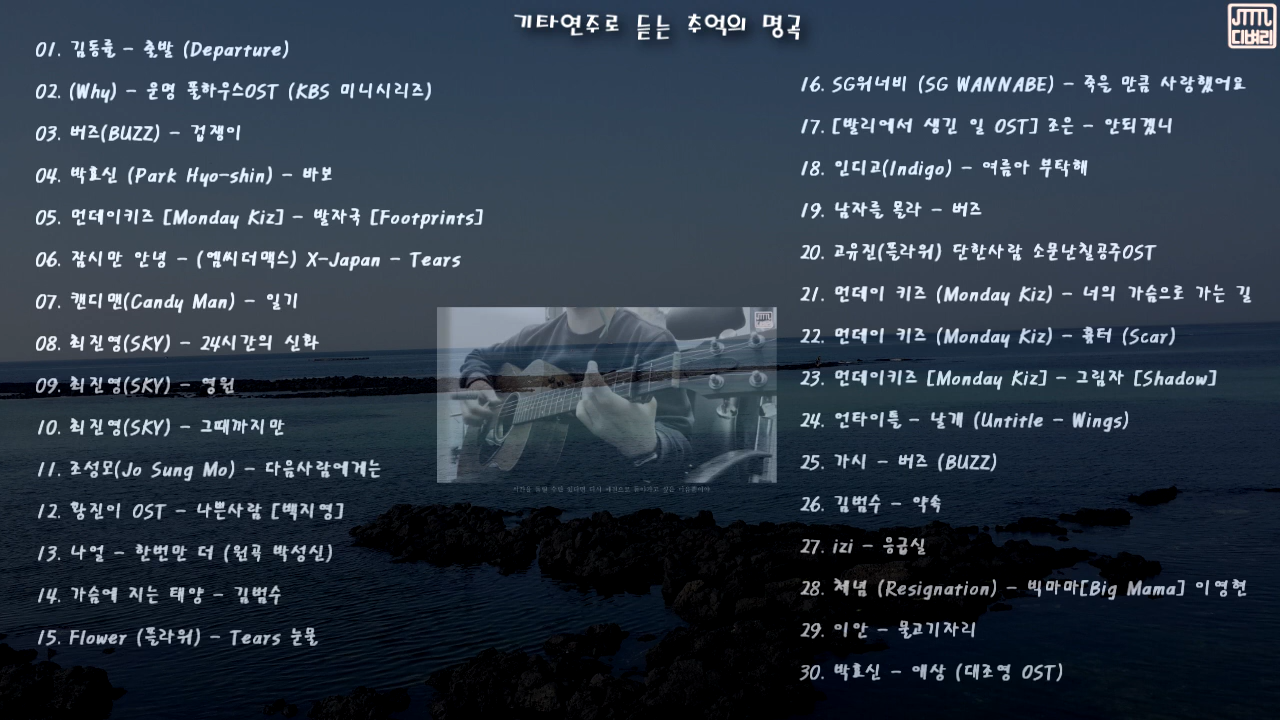 기타연주로 듣는 추억의 명곡
디벼리
01. 김동률 - 출발 (Departure)
02. (Why) - 운명 풀하우스OST (KBS 미니시리즈)
03. 버즈(BUZZ) - 겁쟁이
04. 박효신 (Park Hyo-shin) - 바보
05. 먼데이키즈 [Monday Kiz] - 발자국 [Footprints]
06. 잠시만 안녕 - (엠씨더맥스) X-Japan - Tears
07. 캔디맨(Candy Man) - 일기
08. 최진영(SKY) - 24시간의 신화
09. 최진영(SKY) - 영원
10. 최진영(SKY) - 그때까지만
11. 조성모(Jo Sung Mo) - 다음사람에게는
12. 황진이 OST - 나쁜사람 [백지영]
13. 나얼 - 한번만 더 (원곡 박성신)
14. 가슴에 지는 태양 - 김범수
15. Flower (플라워) - Tears 눈물
16. SG워너비 (SG WANNABE) - 죽을 만큼 사랑했어요
17. [발리에서 생긴 일 OST] 조은 - 안되겠니
18. 인디고(Indigo) - 여름아 부탁해
19. 남자를 몰라 - 버즈
20. 고유진(플라워) 단한사람 소문난칠공주OST
21. 먼데이 키즈 (Monday Kiz) - 너의 가슴으로 가는 길
22. 먼데이 키즈 (Monday Kiz) - 흉터 (Scar)
23. 먼데이키즈 [Monday Kiz] - 그림자 [Shadow]
24. 언타이틀 - 날개 (Untitle - Wings)
25. 가시 - 버즈 (BUZZ)
26. 김범수 - 약속
27. izi - 응급실
28. 체념 (Resignation) - 빅마마[Big Mama] 이영현
29. 이안 - 물고기자리
30. 박효신 - 애상 (대조영 OST)